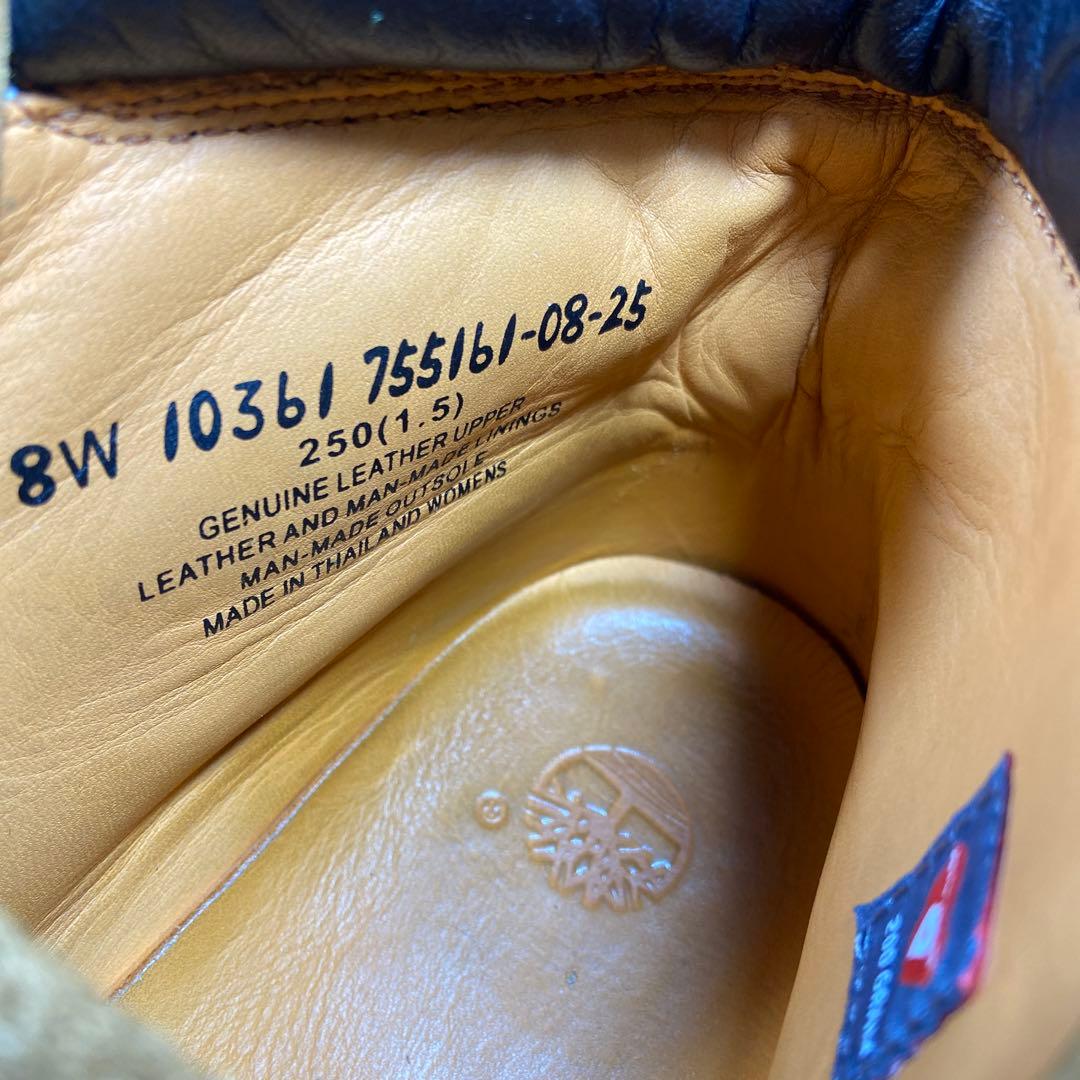 8W 10361 755161-08-25
250(1.5)
GENUINE LEATHER UPPER
LEATHER AND MAN-MADE LININGS
MAN-MADE OUTSOLE
MADE IN THAILAND WOMENS
®
200